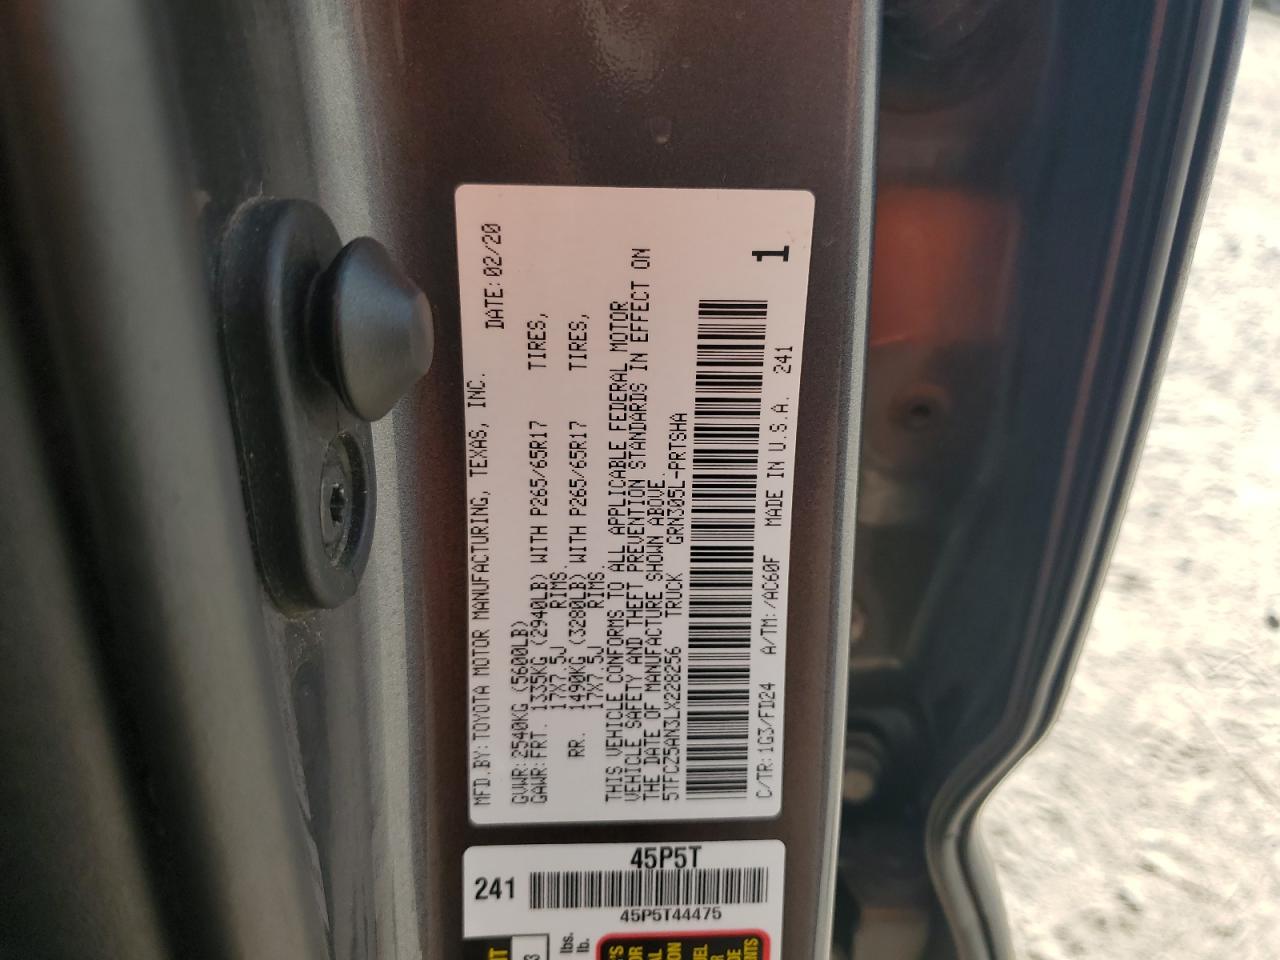 MFD.BY: TOYOTA MOTOR MANUFACTURING, TEXAS, INC.
DATE: 02/20
GVWR: 2540KG (5600LB)
GAWR: FRT. 1335KG (2940LB) WITH P265/65R17 TIRES,
17X7.5J RIMS.
RR. 1490KG (3280LB) WITH P265/65R17 TIRES,
17X7.5J RIMS.
THIS VEHICLE CONFORMS TO ALL APPLICABLE FEDERAL MOTOR
VEHICLE SAFETY AND THEFT PREVENTION STANDARDS IN EFFECT ON
THE DATE OF MANUFACTURE SHOWN ABOVE.
5TFCZ5AN3LX228256 TRUCK GRN305L-PRTSHA
1
C/TR: 1G3/FD24 A/TM: /AC60F MADE IN U.S.A. 241
45P5T
241
45P5T44475
lbs.
lb.